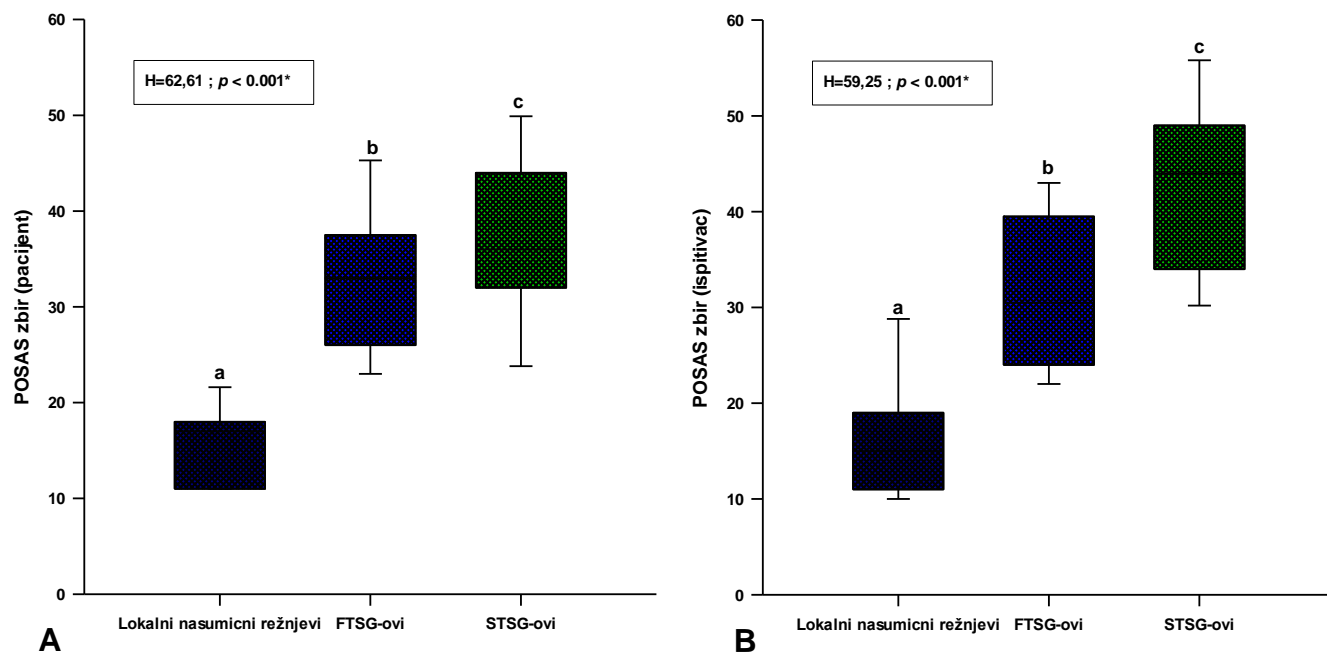 60
50
40
30
20
10
0
POSAS zbir (pacijent)
H=62,61 ; p < 0.001*
a
b
c
Lokalni nasumicni režnjevi
FTSG-ovi
STSG-ovi
A
60
50
40
30
20
10
0
POSAS zbir (ispitivac)
H=59,25 ; p < 0.001*
a
b
c
Lokalni nasumicni režnjevi
FTSG-ovi
STSG-ovi
B